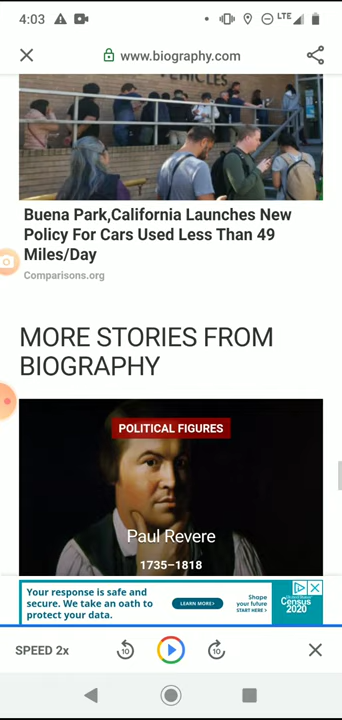 4:03
LTE
www.biography.com
VEHICLES
Buena Park,California Launches New
Policy For Cars Used Less Than 49
Miles/Day
Comparisons.org
MORE STORIES FROM
BIOGRAPHY
POLITICAL FIGURES
Paul Revere
1735–1818
Your response is safe and
secure. We take an oath to
protect your data.
LEARN MORE>
Shape
your future
START HERE >
United States®
Census
2020
SPEED 2x
10
10